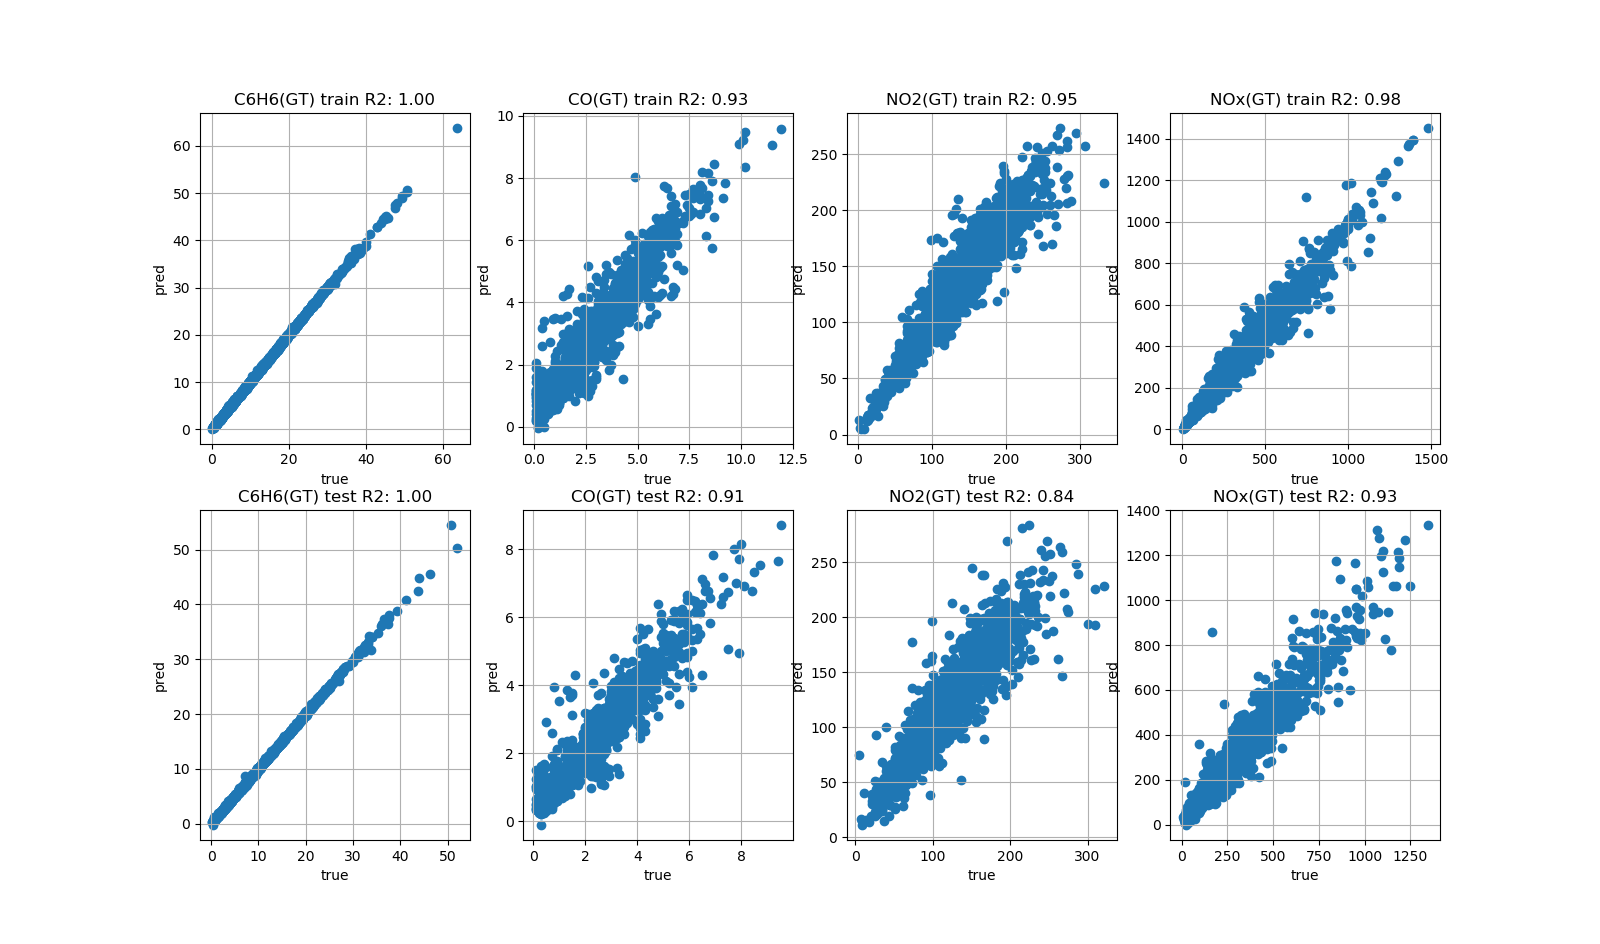 C6H6(GT) train R2: 1.00
CO(GT) train R2: 0.93
NO2(GT) train R2: 0.95
NOx(GT) train R2: 0.98
pred
60
50
40
30
20
10
0
0 20 40 60
true
pred
10
8
6
4
2
0
0.0 2.5 5.0 7.5 10.0 12.5
true
pred
250
200
150
100
50
0
0 100 200 300
true
pred
1400
1200
1000
800
600
400
200
0
0 500 1000 1500
true
C6H6(GT) test R2: 1.00
CO(GT) test R2: 0.91
NO2(GT) test R2: 0.84
NOx(GT) test R2: 0.93
pred
50
40
30
20
10
0
0 10 20 30 40 50
true
pred
8
6
4
2
0
0 2 4 6 8
true
pred
250
200
150
100
50
0
0 100 200 300
true
pred
1400
1200
1000
800
600
400
200
0
0 250 500 750 1000 1250
true